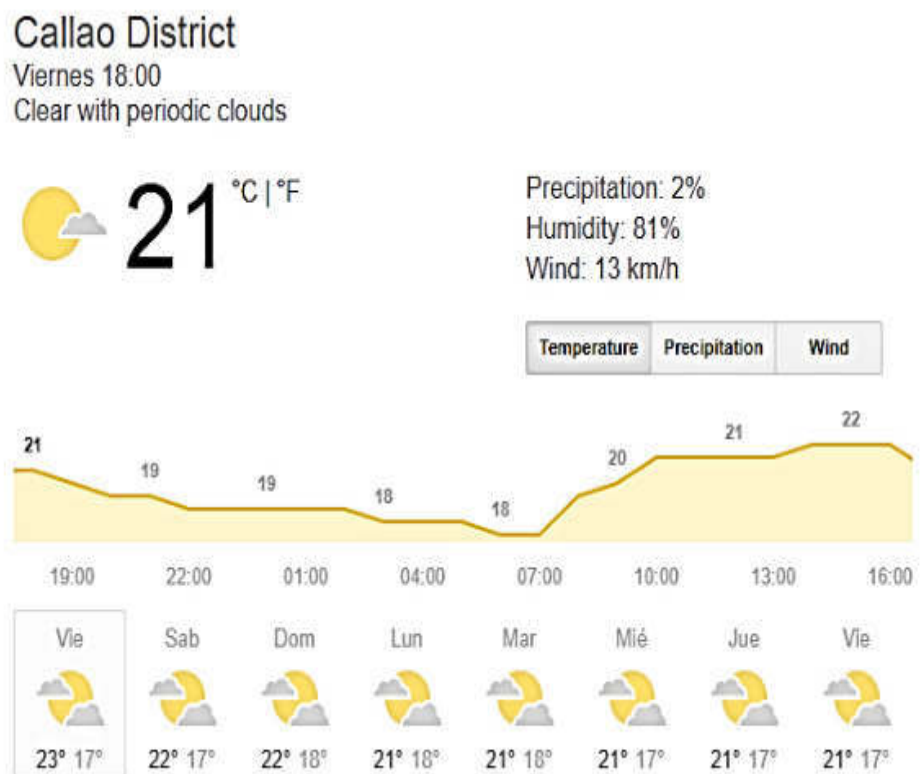 Callao District
Viernes 18:00
Clear with periodic clouds
21 °C | °F
Precipitation: 2%
Humidity: 81%
Wind: 13 km/h
Temperature Precipitation Wind
21 19 19 18 18 20 21 22
19:00 22:00 01:00 04:00 07:00 10:00 13:00 16:00
Vie Sab Dom Lun Mar Mié Jue Vie
23° 17° 22° 17° 22° 18° 21° 18° 21° 18° 21° 17° 21° 17° 21° 17°